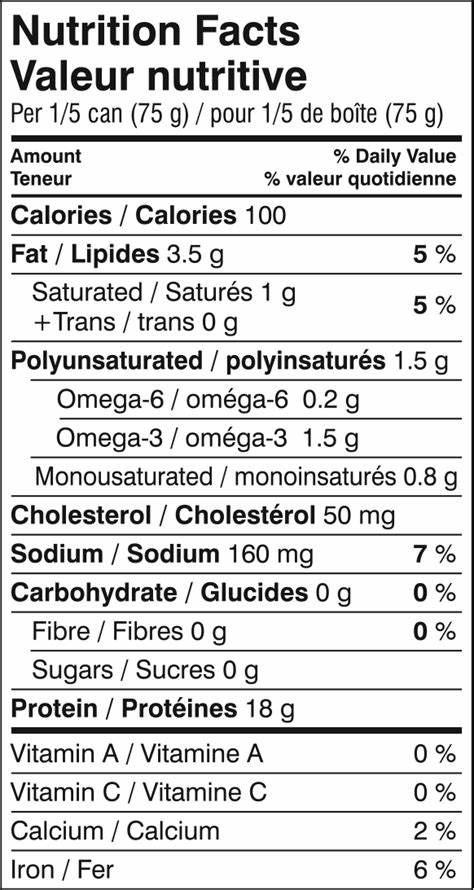 Nutrition Facts
Valeur nutritive
Per 1/5 can (75 g) / pour 1/5 de boîte (75 g)
Amount % Daily Value
Teneur % valeur quotidienne
Calories / Calories 100
Fat / Lipides 3.5 g 5 %
Saturated / Saturés 1 g
+Trans / trans 0 g 5 %
Polyunsaturated / polyinsaturés 1.5 g
Omega-6 / oméga-6 0.2 g
Omega-3 / oméga-3 1.5 g
Monousaturated / monoinsaturés 0.8 g
Cholesterol / Cholestérol 50 mg
Sodium / Sodium 160 mg 7 %
Carbohydrate / Glucides 0 g 0 %
Fibre / Fibres 0 g 0 %
Sugars / Sucres 0 g
Protein / Protéines 18 g
Vitamin A / Vitamine A 0 %
Vitamin C / Vitamine C 0 %
Calcium / Calcium 2 %
Iron / Fer 6 %